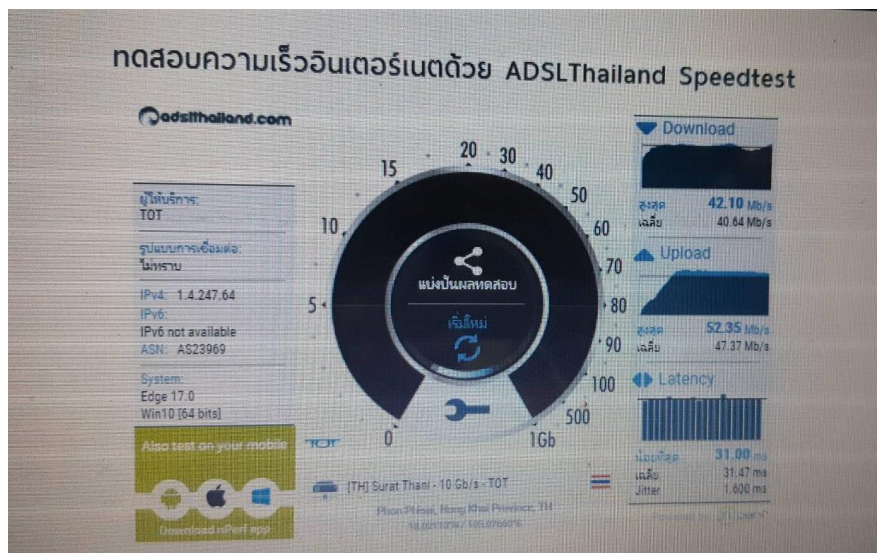 ทดสอบความเร็วอินเตอร์เนตด้วย ADSLThailand Speedtest
adslthailand.com
ผู้ให้บริการ:
TOT
รูปแบบการเชื่อมต่อ:
ไม่ทราบ
IPv4: 1.4.247.64
IPv6:
IPv6 not available
ASN: AS23969
System:
Edge 17.0
Win10 [64 bits]
Also test on your mobile
Download nPerf app
0
5
10
15
20
30
40
50
60
70
80
90
100
500
1Gb
แบ่งปันผลทดสอบ
เริ่มใหม่
TOT
[TH] Surat Thani - 10 Gb/s - TOT
Phon Phisai, Nong Khai Province, TH
Download
สูงสุด 42.10 Mb/s
เฉลี่ย 40.64 Mb/s
Upload
สูงสุด 52.35 Mb/s
เฉลี่ย 47.37 Mb/s
Latency
น้อยที่สุด 31.00 ms
เฉลี่ย 31.47 ms
Jitter 1.600 ms